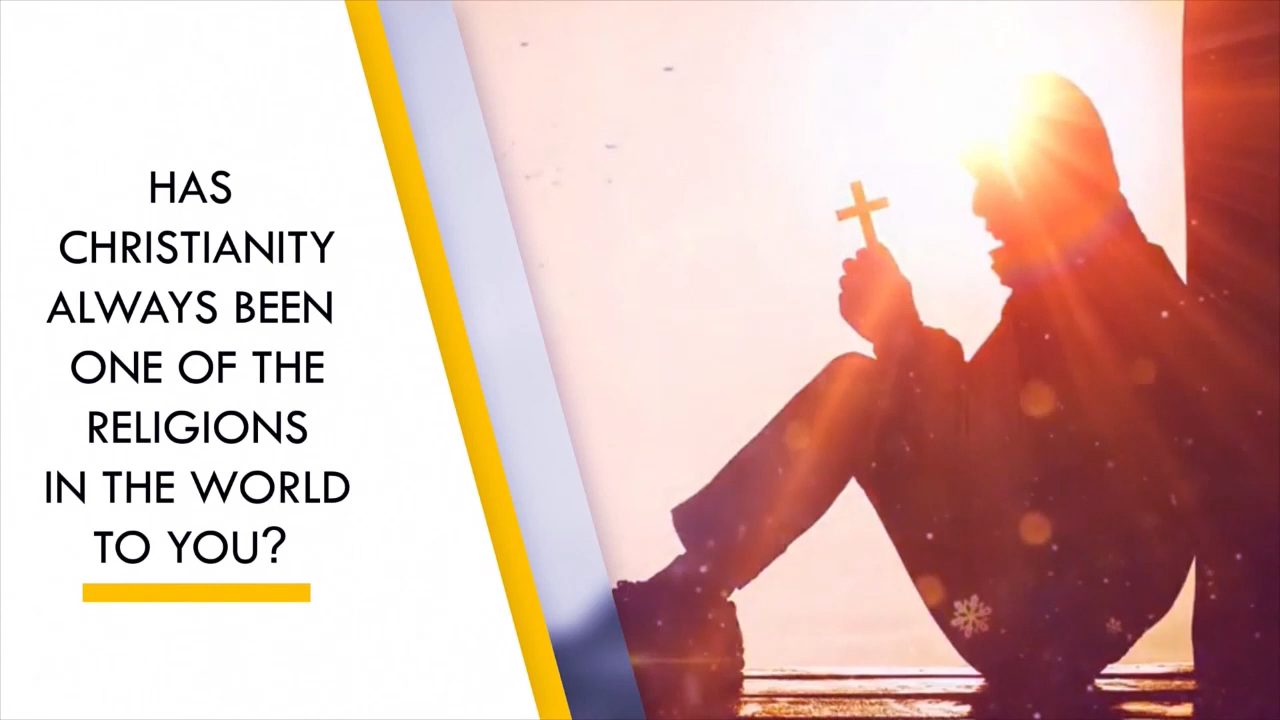 HAS
CHRISTIANITY
ALWAYS BEEN
ONE OF THE
RELIGIONS
IN THE WORLD
TO YOU?